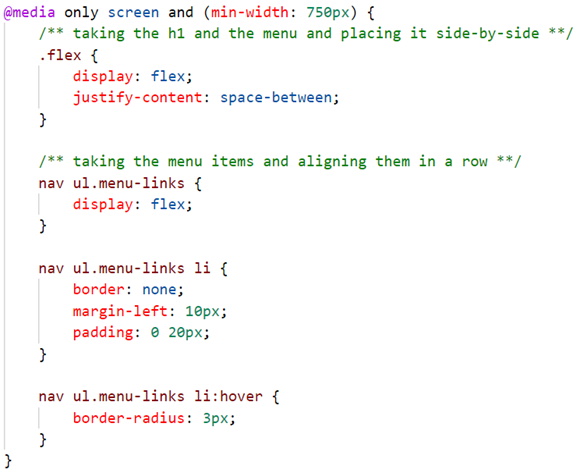 @media only screen and (min-width: 750px) {
    /** taking the h1 and the menu and placing it side-by-side **/
    .flex {
        display: flex;
        justify-content: space-between;
    }

    /** taking the menu items and aligning them in a row **/
    nav ul.menu-links {
        display: flex;
    }

    nav ul.menu-links li {
        border: none;
        margin-left: 10px;
        padding: 0 20px;
    }

    nav ul.menu-links li:hover {
        border-radius: 3px;
    }
}